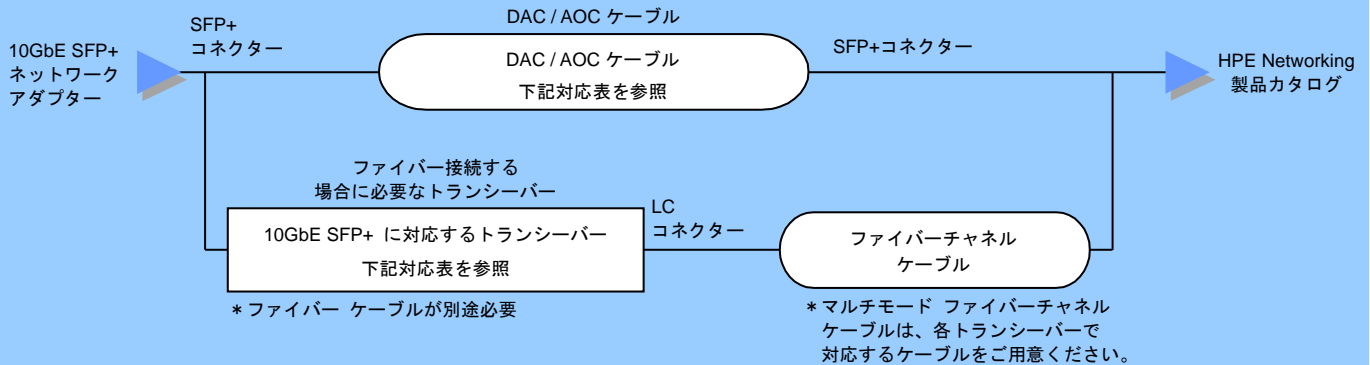 10GbE SFP+
ネットワーク
アダプター
SFP+
コネクター
DAC / AOC ケーブル
DAC / AOC ケーブル
下記対応表を参照
SFP+コネクター
HPE Networking
製品カタログ
ファイバー接続する
場合に必要なトランシーバー
10GbE SFP+ に対応するトランシーバー
下記対応表を参照
＊ファイバー ケーブルが別途必要
LC
コネクター
ファイバーチャネル
ケーブル
＊マルチモード ファイバーチャネル
ケーブルは、各トランシーバーで
対応するケーブルをご用意ください。